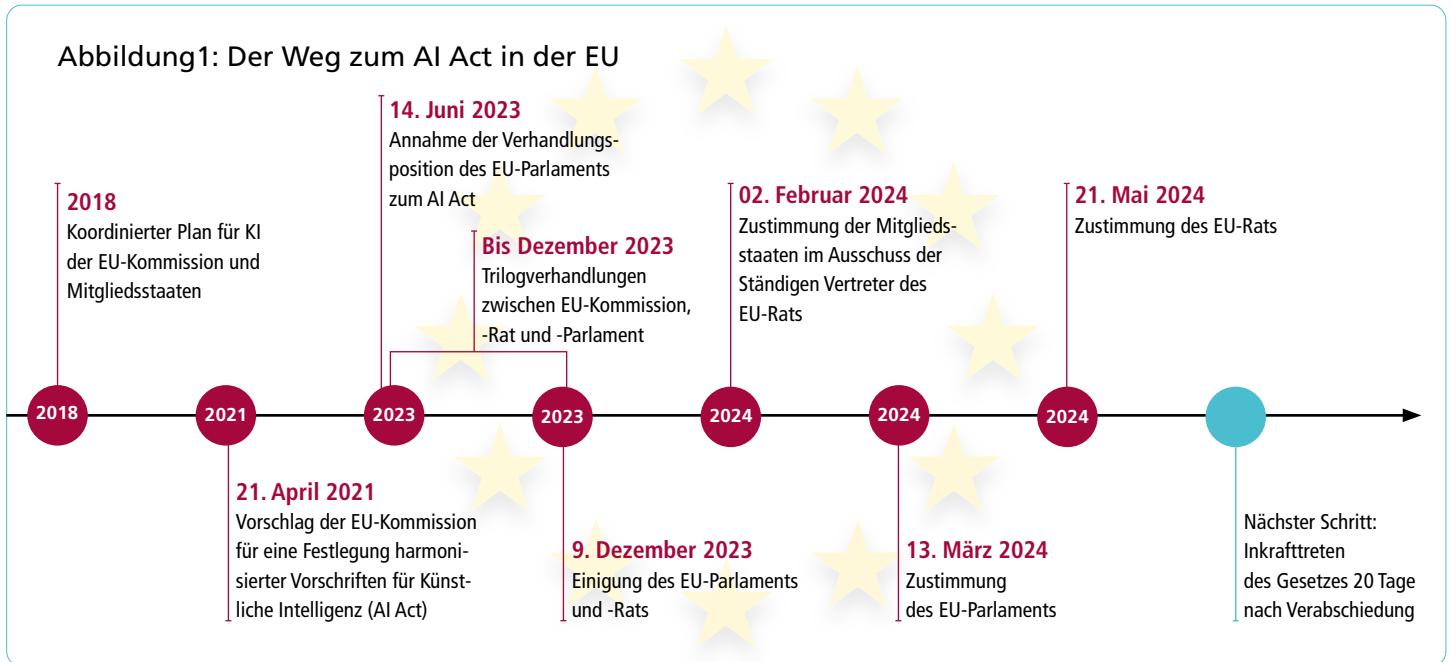 Abbildung1: Der Weg zum AI Act in der EU
14. Juni 2023
Annahme der Verhandlungs-
position des EU-Parlaments
zum AI Act
2018
Koordinierter Plan für KI
der EU-Kommission und
Mitgliedsstaaten
Bis Dezember 2023
Trilogverhandlungen
zwischen EU-Kommission,
-Rat und -Parlament
02. Februar 2024
Zustimmung der Mitglieds-
staaten im Ausschuss der
Ständigen Vertreter des
EU-Rats
21. Mai 2024
Zustimmung des EU-Rats
2018
2021
2023
2023
2024
2024
2024
21. April 2021
Vorschlag der EU-Kommission
für eine Festlegung harmoni-
sierter Vorschriften für Künst-
liche Intelligenz (AI Act)
9. Dezember 2023
Einigung des EU-Parlaments
und -Rats
13. März 2024
Zustimmung
des EU-Parlaments
Nächster Schritt:
Inkrafttreten
des Gesetzes 20 Tage
nach Verabschiedung